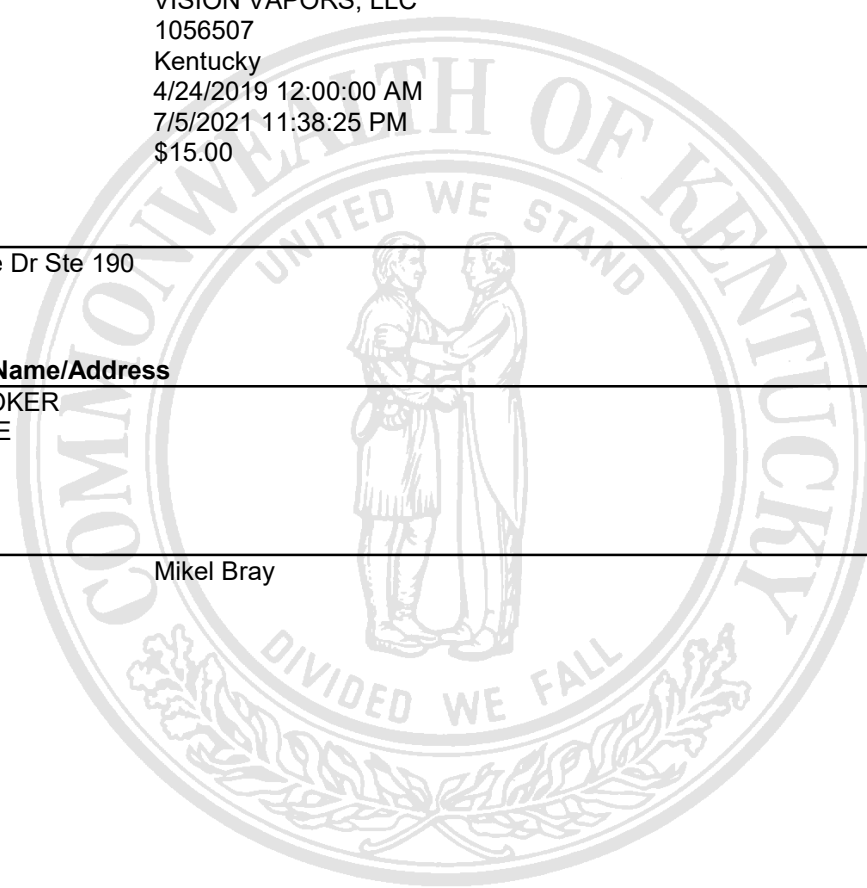 VISION VAPORS, LLC
1056507
Kentucky
4/24/2019 12:00:00 AM
7/5/2021 11:38:25 PM
$15.00
Dr Ste 190
Name/Address
Mikel Bray
COMMONWEALTH OF KENTUCKY
UNITED WE STAND
DIVIDED WE FALL